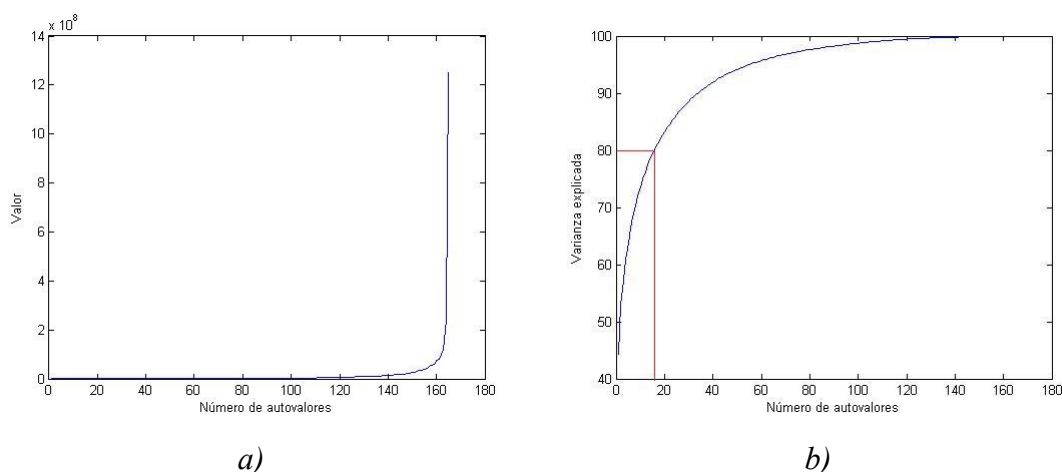 x 10⁸
14
12
10
8
6
4
2
0
Valor
0 20 40 60 80 100 120 140 160 180
Número de autovalores
a)
100
90
80
70
60
50
40
Varianza explicada
0 20 40 60 80 100 120 140 160 180
Número de autovalores
b)